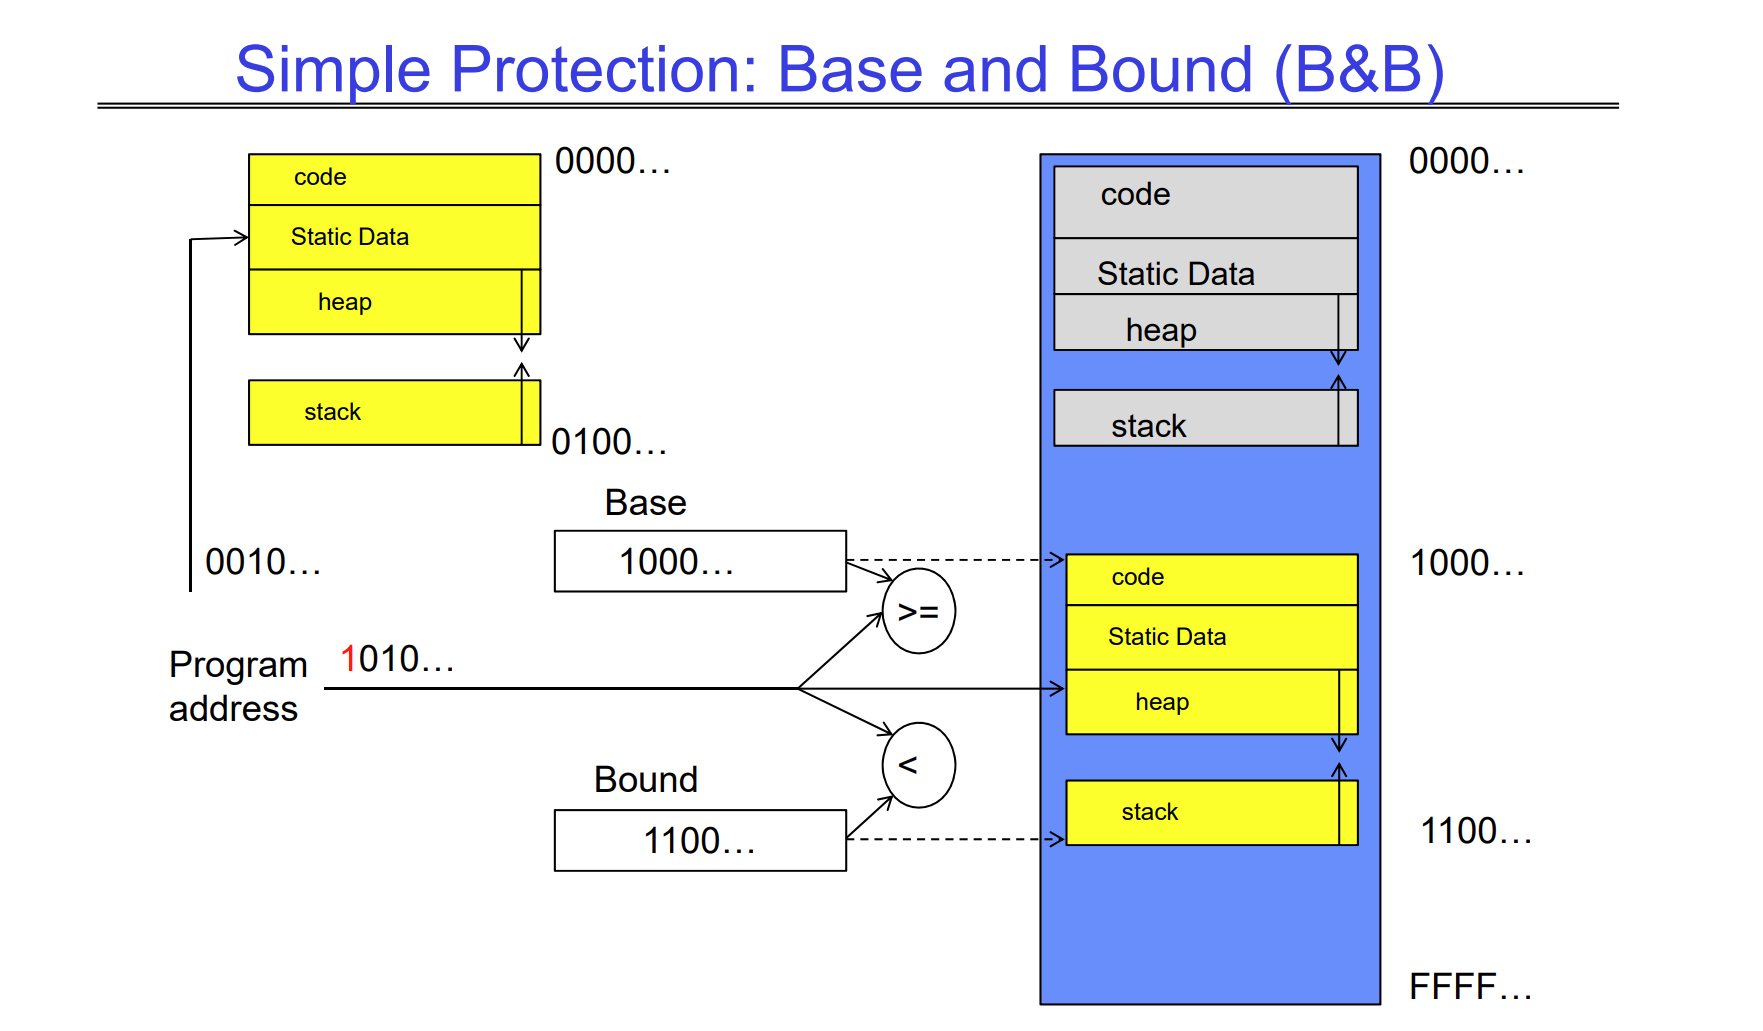 Simple Protection: Base and Bound (B&B)
code
Static Data
heap
stack
0000…
0100…
0010…
Program
address
1010…
Base
1000…
>=
<
Bound
1100…
code
Static Data
heap
stack
code
Static Data
heap
stack
0000…
1000…
1100…
FFFF…